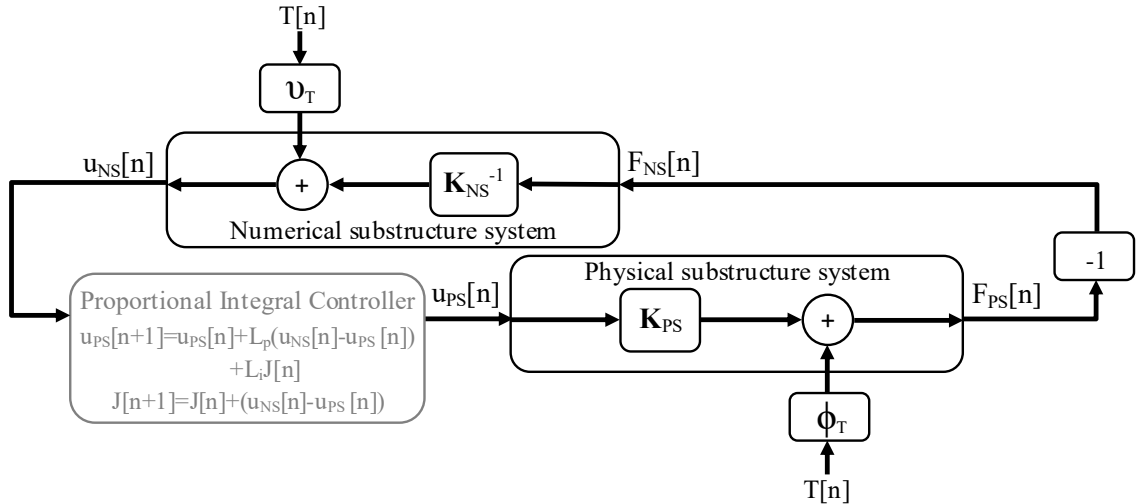 T[n]
υT
uNS[n]
+
KNS-1
FNS[n]
Numerical substructure system
-1
Proportional Integral Controller
uPS[n+1]=uPS[n]+Lp(uNS[n]-uPS[n])
+LiJ[n]
J[n+1]=J[n]+(uNS[n]-uPS[n])
uPS[n]
Physical substructure system
KPS
+
FPS[n]
ϕT
T[n]